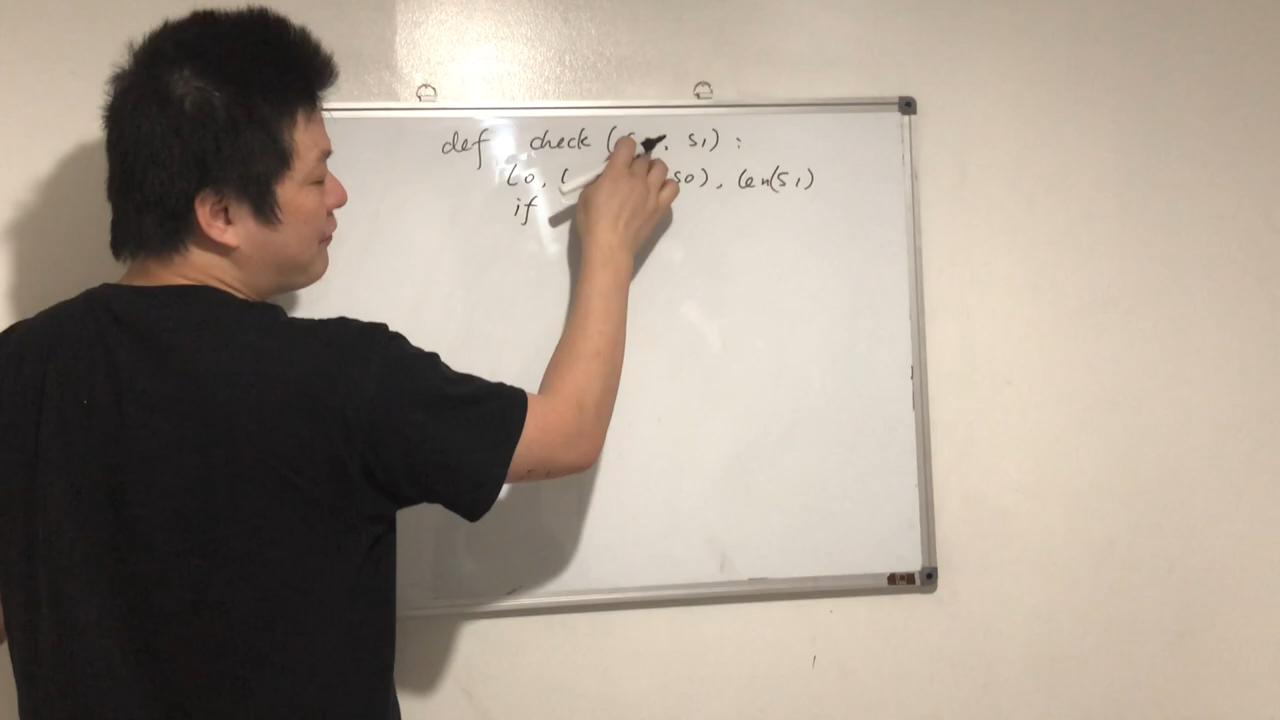 def check (s , s1) :
l0, s0), len(s1)
if